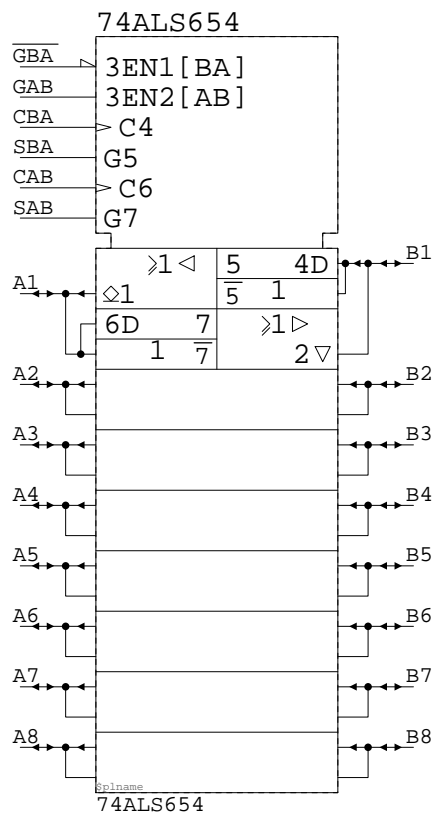 74ALS654
G̅B̅A̅ 3EN1[BA]
GAB 3EN2[AB]
CBA C4
SBA G5
CAB C6
SAB G7
≥1 ◁ 5 4D B1
A1 ◇1 5̅ 1
6D 7 ≥1 ▷
1 7̅ 2 ▽
A2 B2
A3 B3
A4 B4
A5 B5
A6 B6
A7 B7
A8 B8
$plname
74ALS654